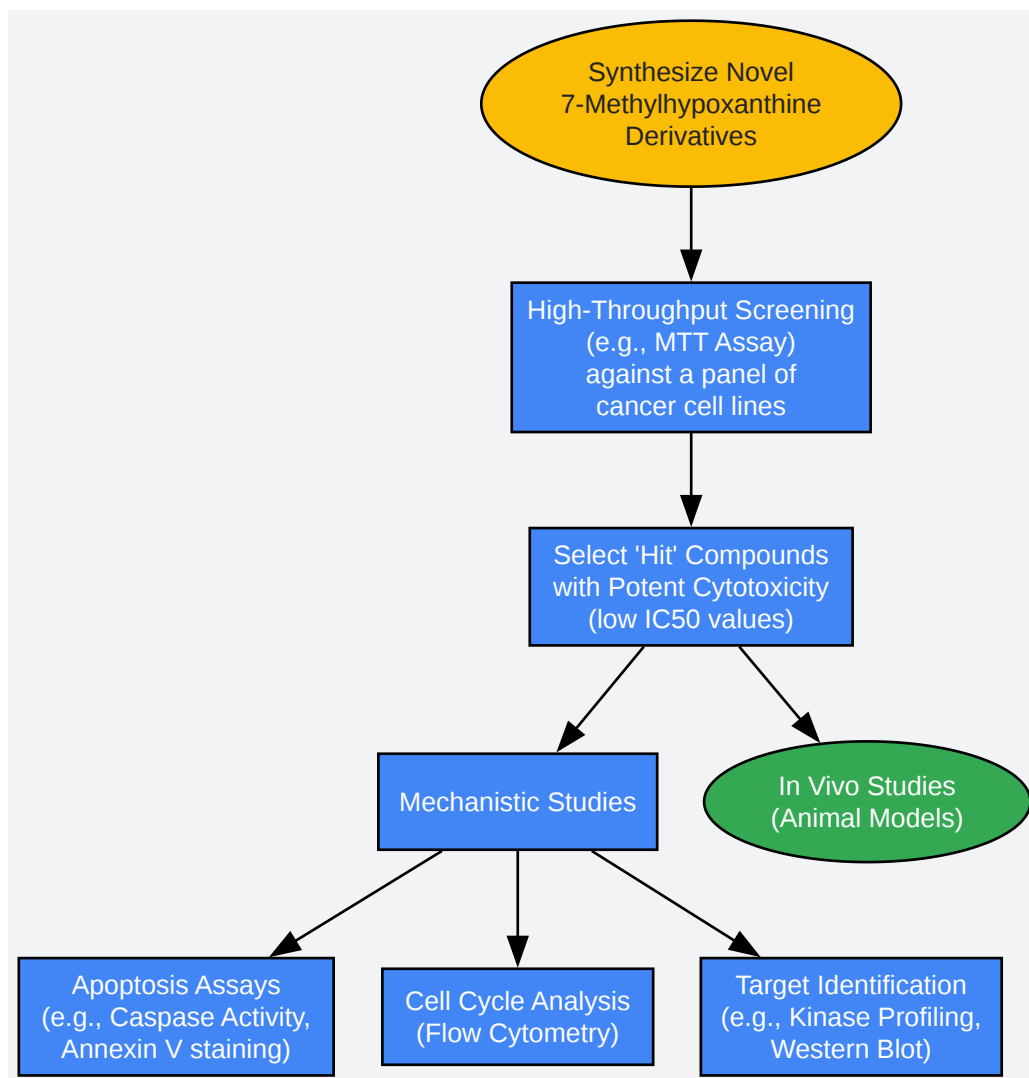 Synthesize Novel
7-Methylhypoxanthine
Derivatives
High-Throughput Screening
(e.g., MTT Assay)
against a panel of
cancer cell lines
Select 'Hit' Compounds
with Potent Cytotoxicity
(low IC50 values)
Mechanistic Studies
In Vivo Studies
(Animal Models)
Apoptosis Assays
(e.g., Caspase Activity,
Annexin V staining)
Cell Cycle Analysis
(Flow Cytometry)
Target Identification
(e.g., Kinase Profiling,
Western Blot)